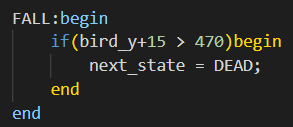 FALL:begin
    if(bird_y+15 > 470)begin
        next_state = DEAD;
    end
end